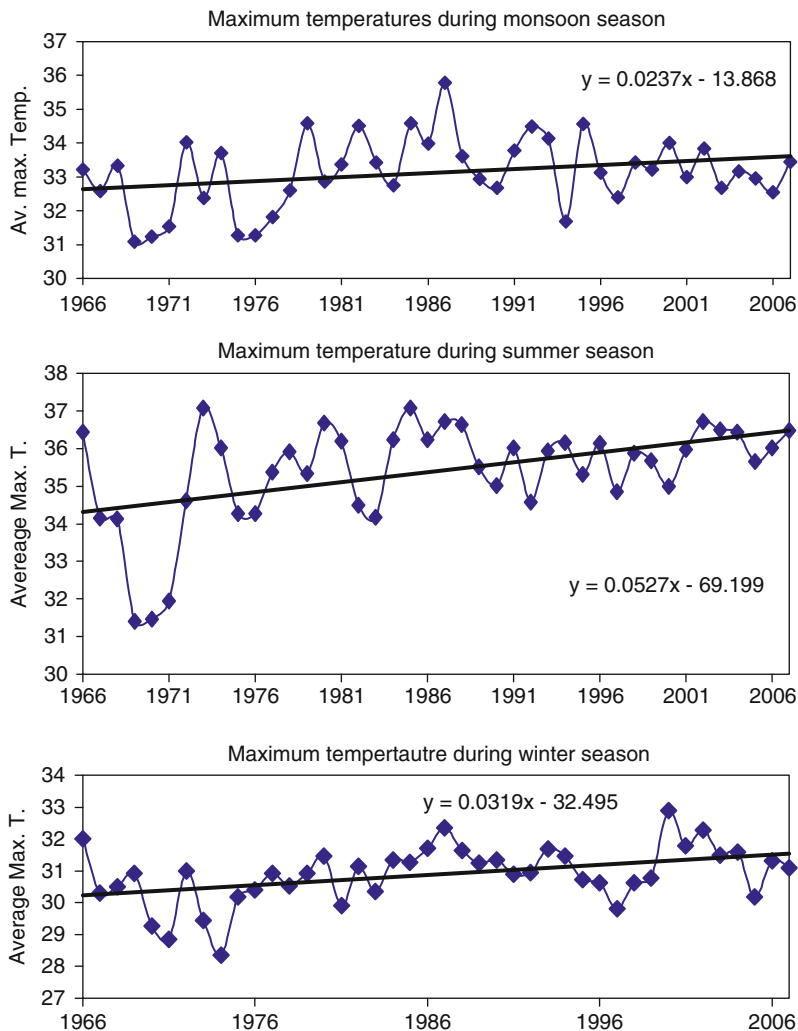 Maximum temperatures during monsoon season
37
36
35
34
33
32
31
30
Av. max. Temp.
y = 0.0237x - 13.868
1966 1971 1976 1981 1986 1991 1996 2001 2006
Maximum temperature during summer season
38
37
36
35
34
33
32
31
30
Avereage Max. T.
y = 0.0527x - 69.199
1966 1971 1976 1981 1986 1991 1996 2001 2006
Maximum tempertautre during winter season
34
33
32
31
30
29
28
27
Average Max. T.
y = 0.0319x - 32.495
1966 1976 1986 1996 2006